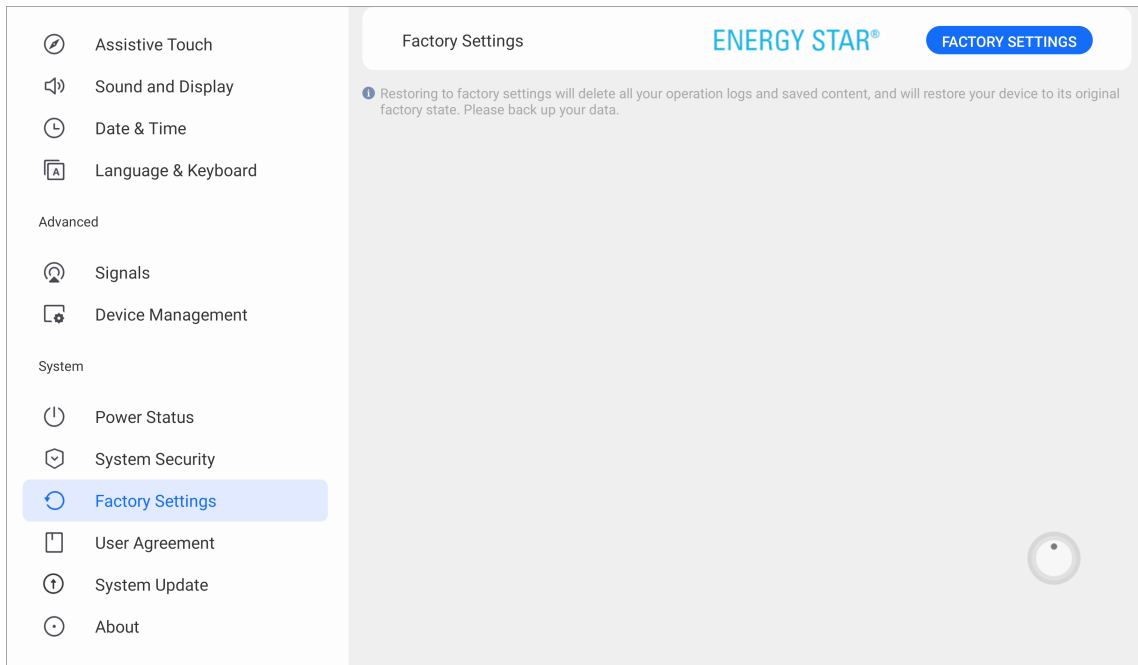 Assistive Touch
Sound and Display
Date & Time
Language & Keyboard
Advanced
Signals
Device Management
System
Power Status
System Security
Factory Settings
User Agreement
System Update
About
Factory Settings
ENERGY STAR®
FACTORY SETTINGS
Restoring to factory settings will delete all your operation logs and saved content, and will restore your device to its original
factory state. Please back up your data.